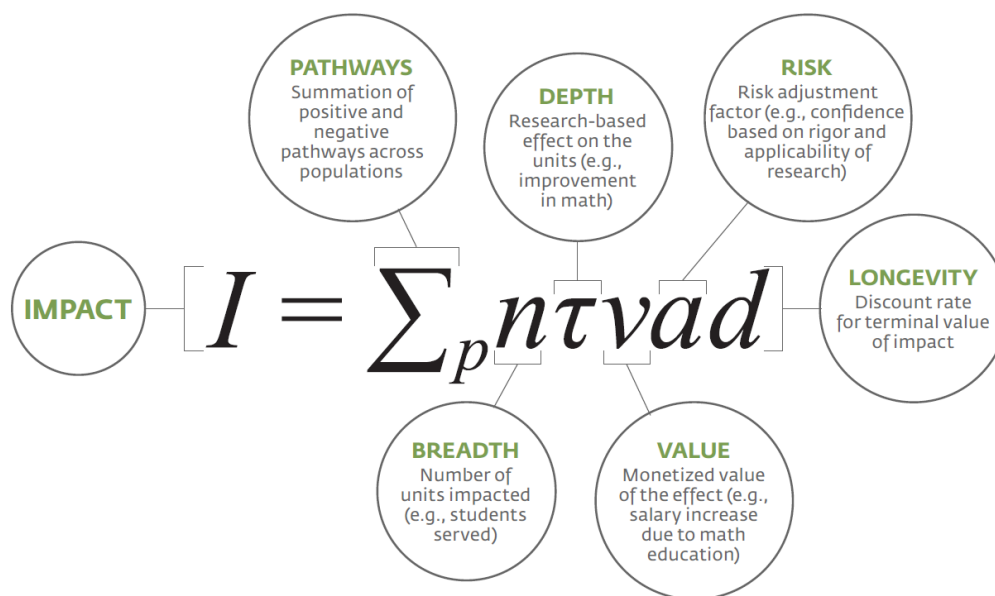 PATHWAYS
Summation of
positive and
negative
pathways across
populations
DEPTH
Research-based
effect on the
units (e.g.,
improvement
in math)
RISK
Risk adjustment
factor (e.g., confidence
based on rigor and
applicability of
research)
IMPACT
I = ∑ₚ nτvad
LONGEVITY
Discount rate
for terminal value
of impact
BREADTH
Number of
units impacted
(e.g., students
served)
VALUE
Monetized value
of the effect (e.g.,
salary increase
due to math
education)